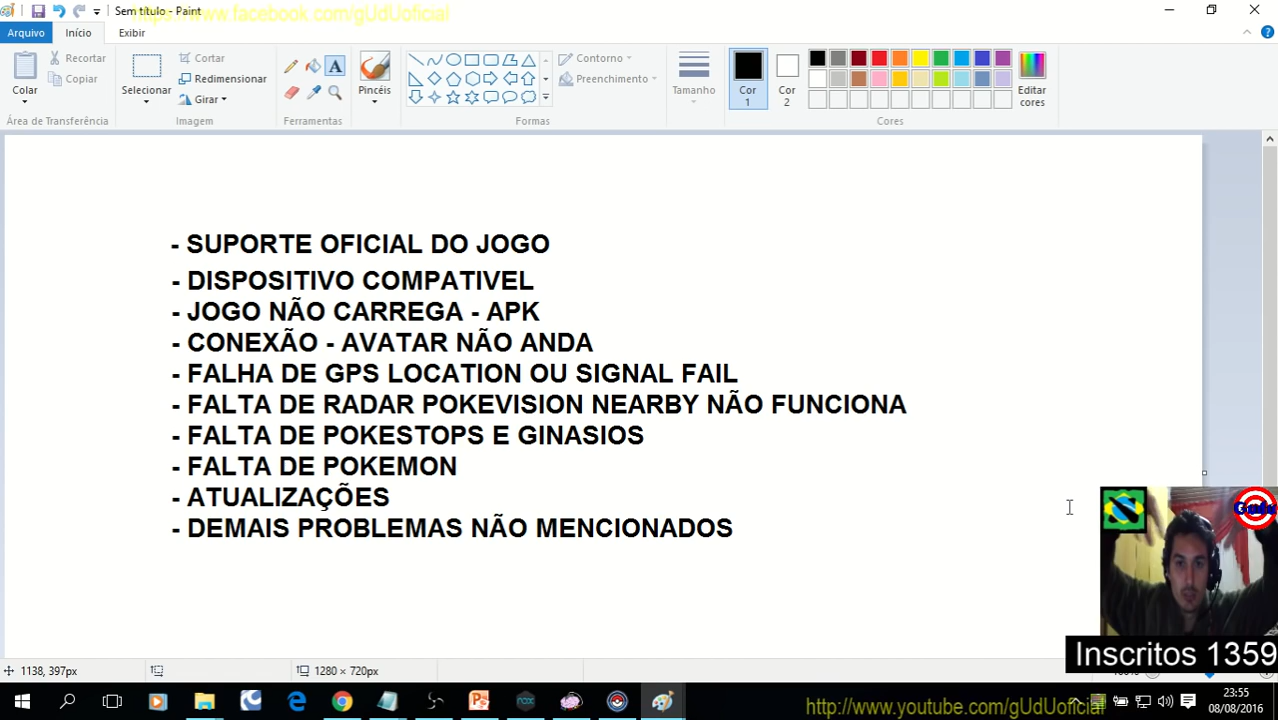 https://www.facebook.com/gUdUoficial
Sem título - Paint
Arquivo
Início
Exibir
Colar
Recortar
Copiar
Área de Transferência
Selecionar
Cortar
Redimensionar
Girar
Imagem
A
Ferramentas
Pincéis
Contorno
Preenchimento
Formas
Tamanho
Cor 1
Cor 2
Editar cores
Cores
- SUPORTE OFICIAL DO JOGO
- DISPOSITIVO COMPATIVEL
- JOGO NÃO CARREGA - APK
- CONEXÃO - AVATAR NÃO ANDA
- FALHA DE GPS LOCATION OU SIGNAL FAIL
- FALTA DE RADAR POKEVISION NEARBY NÃO FUNCIONA
- FALTA DE POKESTOPS E GINASIOS
- FALTA DE POKEMON
- ATUALIZAÇÕES
- DEMAIS PROBLEMAS NÃO MENCIONADOS
Inscritos 1359
1138, 397px
1280 × 720px
http://www.youtube.com/gUdUoficial
nox
23:55
08/08/2016